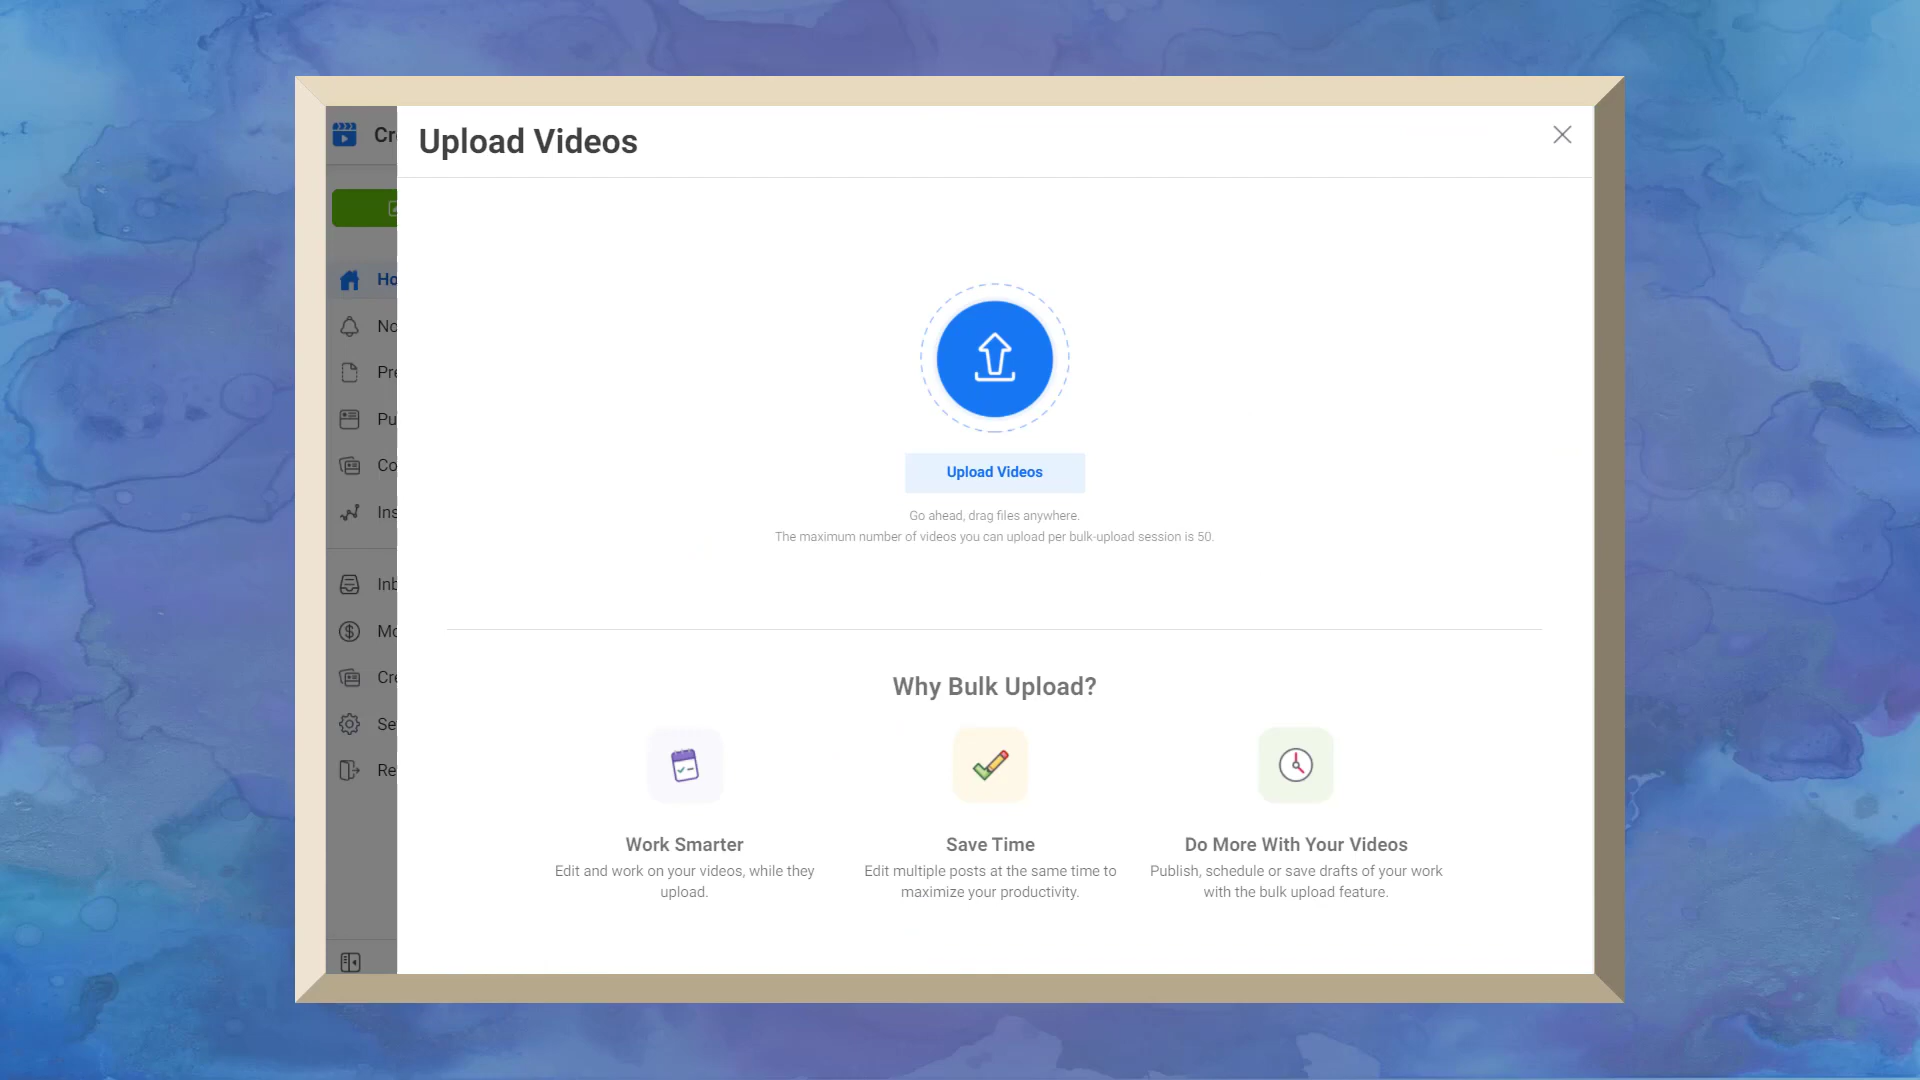 Upload Videos
Upload Videos
Go ahead, drag files anywhere.
The maximum number of videos you can upload per bulk-upload session is 50.
Why Bulk Upload?
Work Smarter
Edit and work on your videos, while they
upload.
Save Time
Edit multiple posts at the same time to
maximize your productivity.
Do More With Your Videos
Publish, schedule or save drafts of your work
with the bulk upload feature.